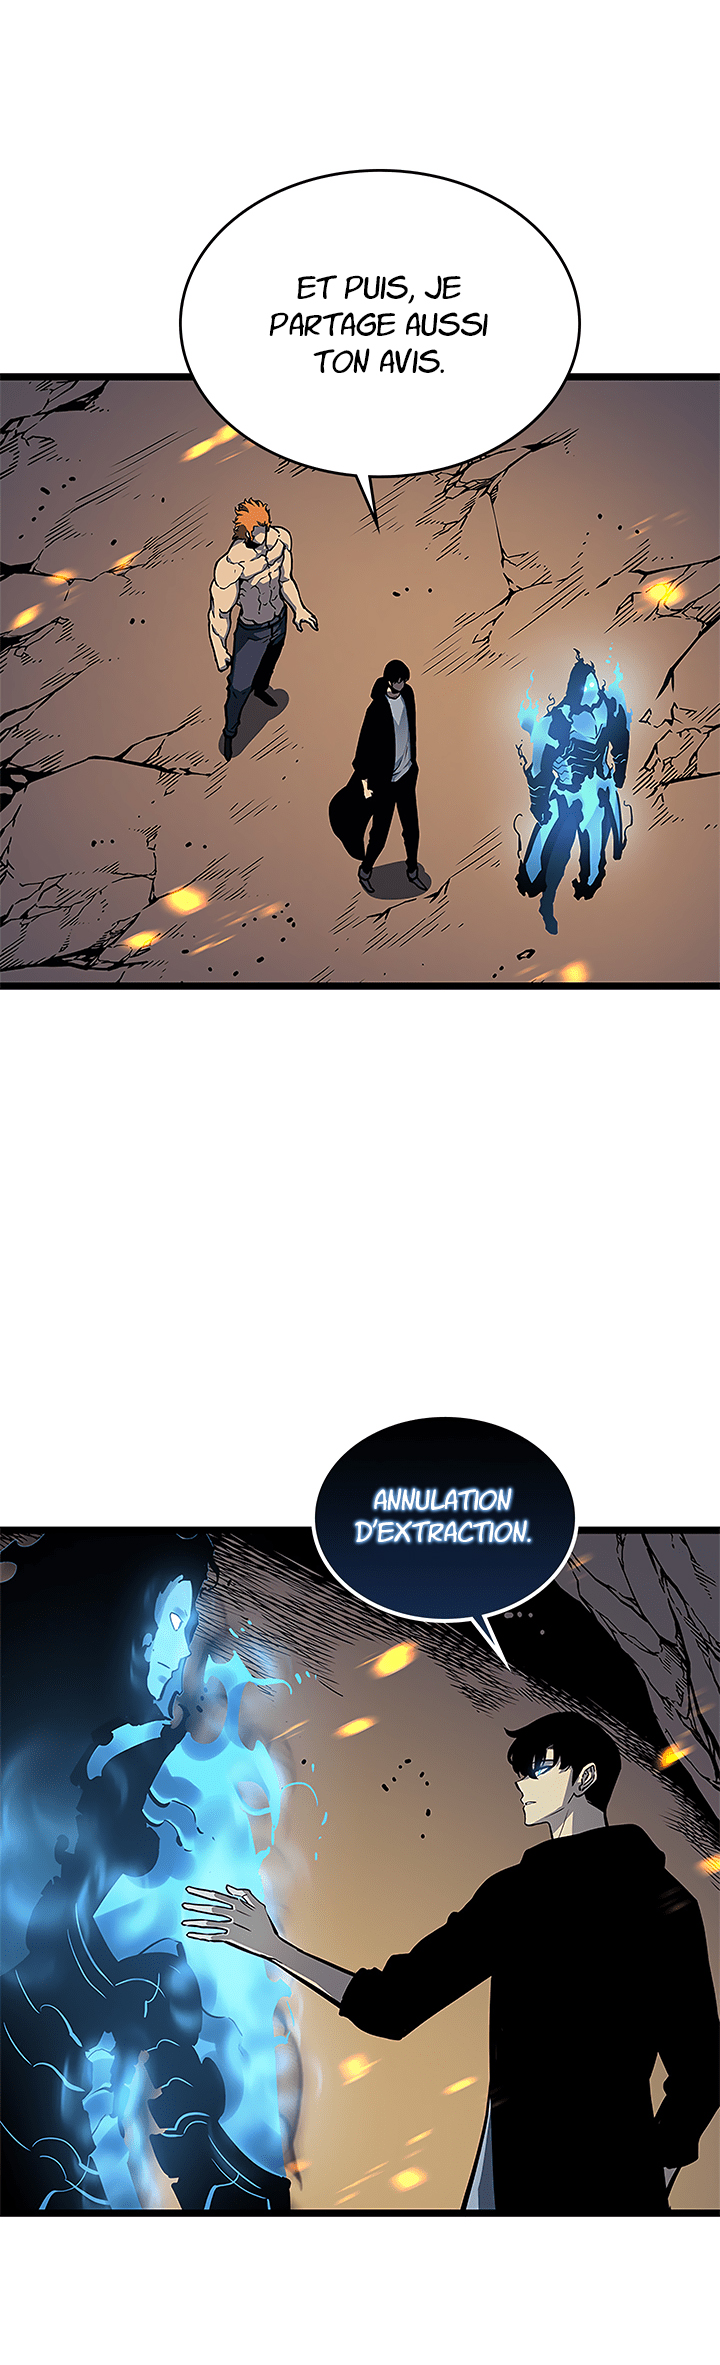 ET PUIS, JE
PARTAGE AUSSI
TON AVIS.
ANNULATION
D'EXTRACTION.